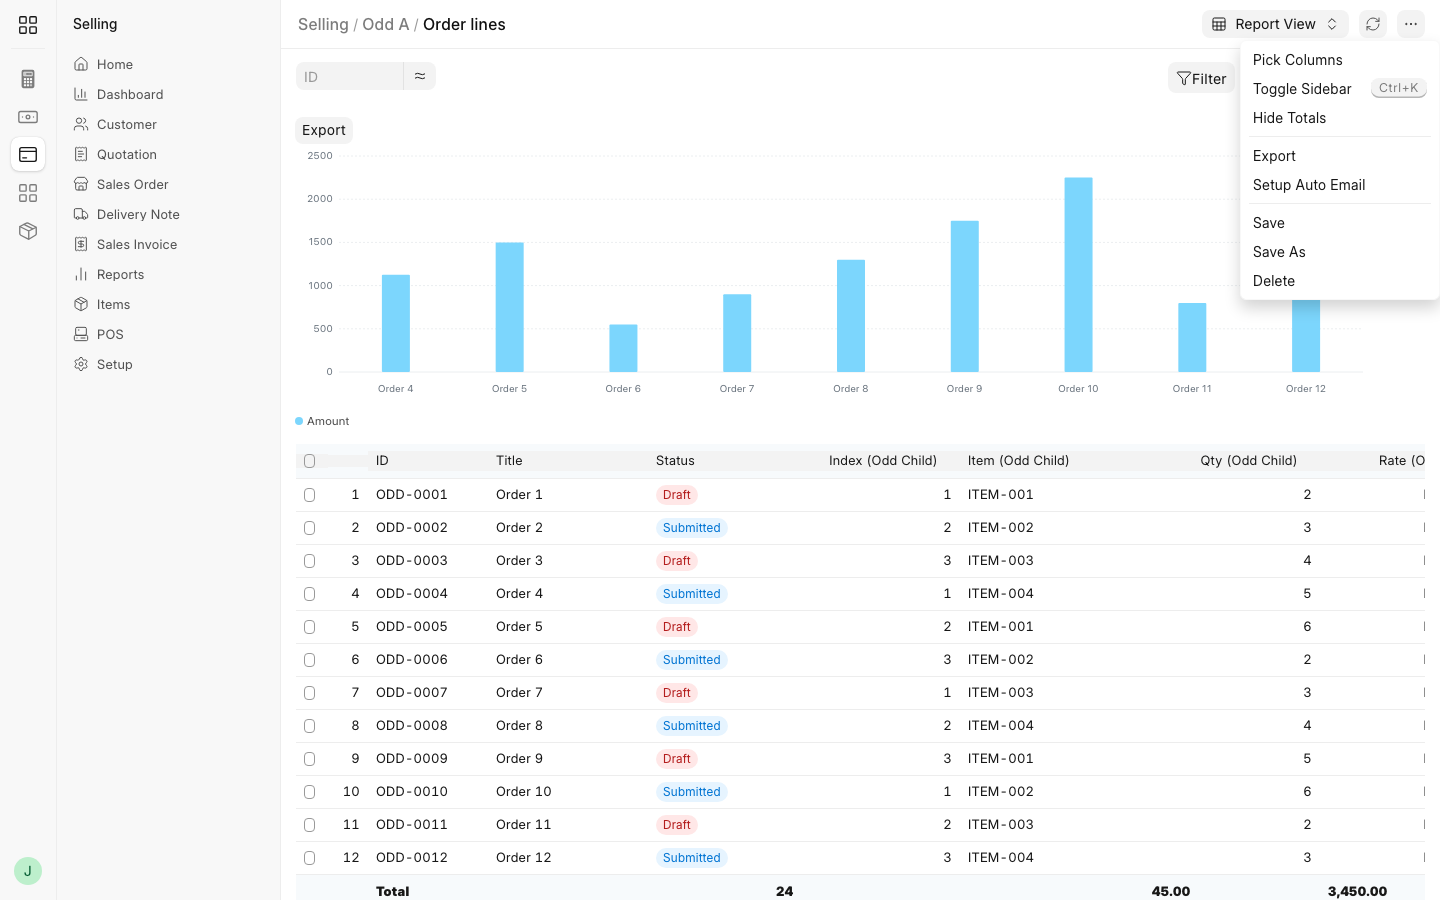 Selling
Home
Dashboard
Customer
Quotation
Sales Order
Delivery Note
Sales Invoice
Reports
Items
POS
Setup
J
Selling / Odd A / Order lines
Report View
ID
≈
Filter
Pick Columns
Toggle Sidebar Ctrl+K
Hide Totals
Export
Setup Auto Email
Save
Save As
Delete
Export
2500
2000
1500
1000
500
0
Order 4 Order 5 Order 6 Order 7 Order 8 Order 9 Order 10 Order 11 Order 12
Amount
ID Title Status Index (Odd Child) Item (Odd Child) Qty (Odd Child) Rate (O
1 ODD-0001 Order 1 Draft 1 ITEM-001 2
2 ODD-0002 Order 2 Submitted 2 ITEM-002 3
3 ODD-0003 Order 3 Draft 3 ITEM-003 4
4 ODD-0004 Order 4 Submitted 1 ITEM-004 5
5 ODD-0005 Order 5 Draft 2 ITEM-001 6
6 ODD-0006 Order 6 Submitted 3 ITEM-002 2
7 ODD-0007 Order 7 Draft 1 ITEM-003 3
8 ODD-0008 Order 8 Submitted 2 ITEM-004 4
9 ODD-0009 Order 9 Draft 3 ITEM-001 5
10 ODD-0010 Order 10 Submitted 1 ITEM-002 6
11 ODD-0011 Order 11 Draft 2 ITEM-003 2
12 ODD-0012 Order 12 Submitted 3 ITEM-004 3
Total 24 45.00 3,450.00